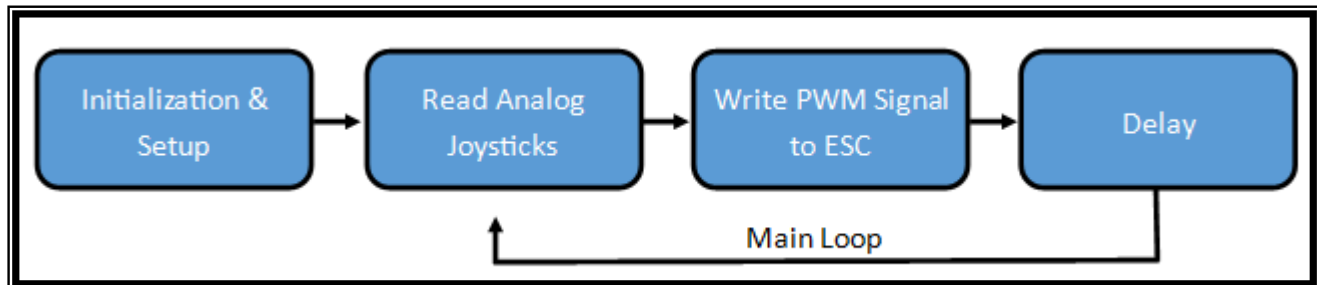 Initialization &
Setup
Read Analog
Joysticks
Write PWM Signal
to ESC
Delay
Main Loop